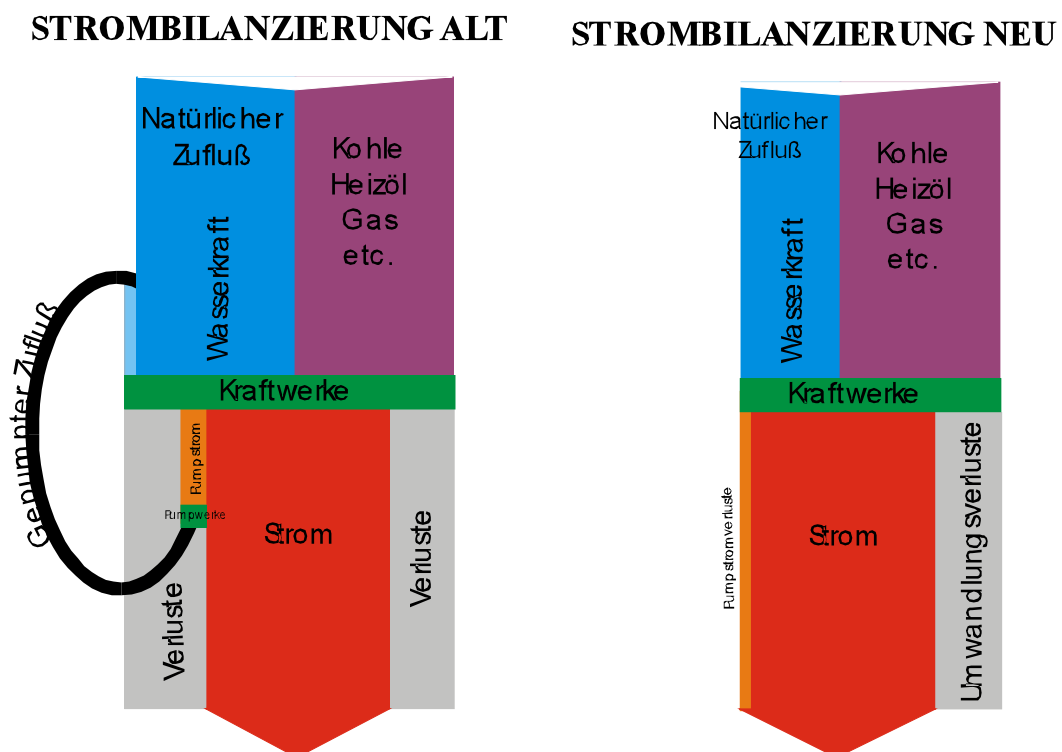 STROMBILANZIERUNG ALT
Natürlicher
Zufluß
Kohle
Heizöl
Gas
etc.
Wasserkraft
Gepumpter Zufluß
Kraftwerke
Pumpstrom
Pumpwerke
Strom
Verluste
Verluste
STROMBILANZIERUNG NEU
Natürlicher
Zufluß
Kohle
Heizöl
Gas
etc.
Wasserkraft
Kraftwerke
Pumpstromverluste
Strom
Umwandlungsverluste